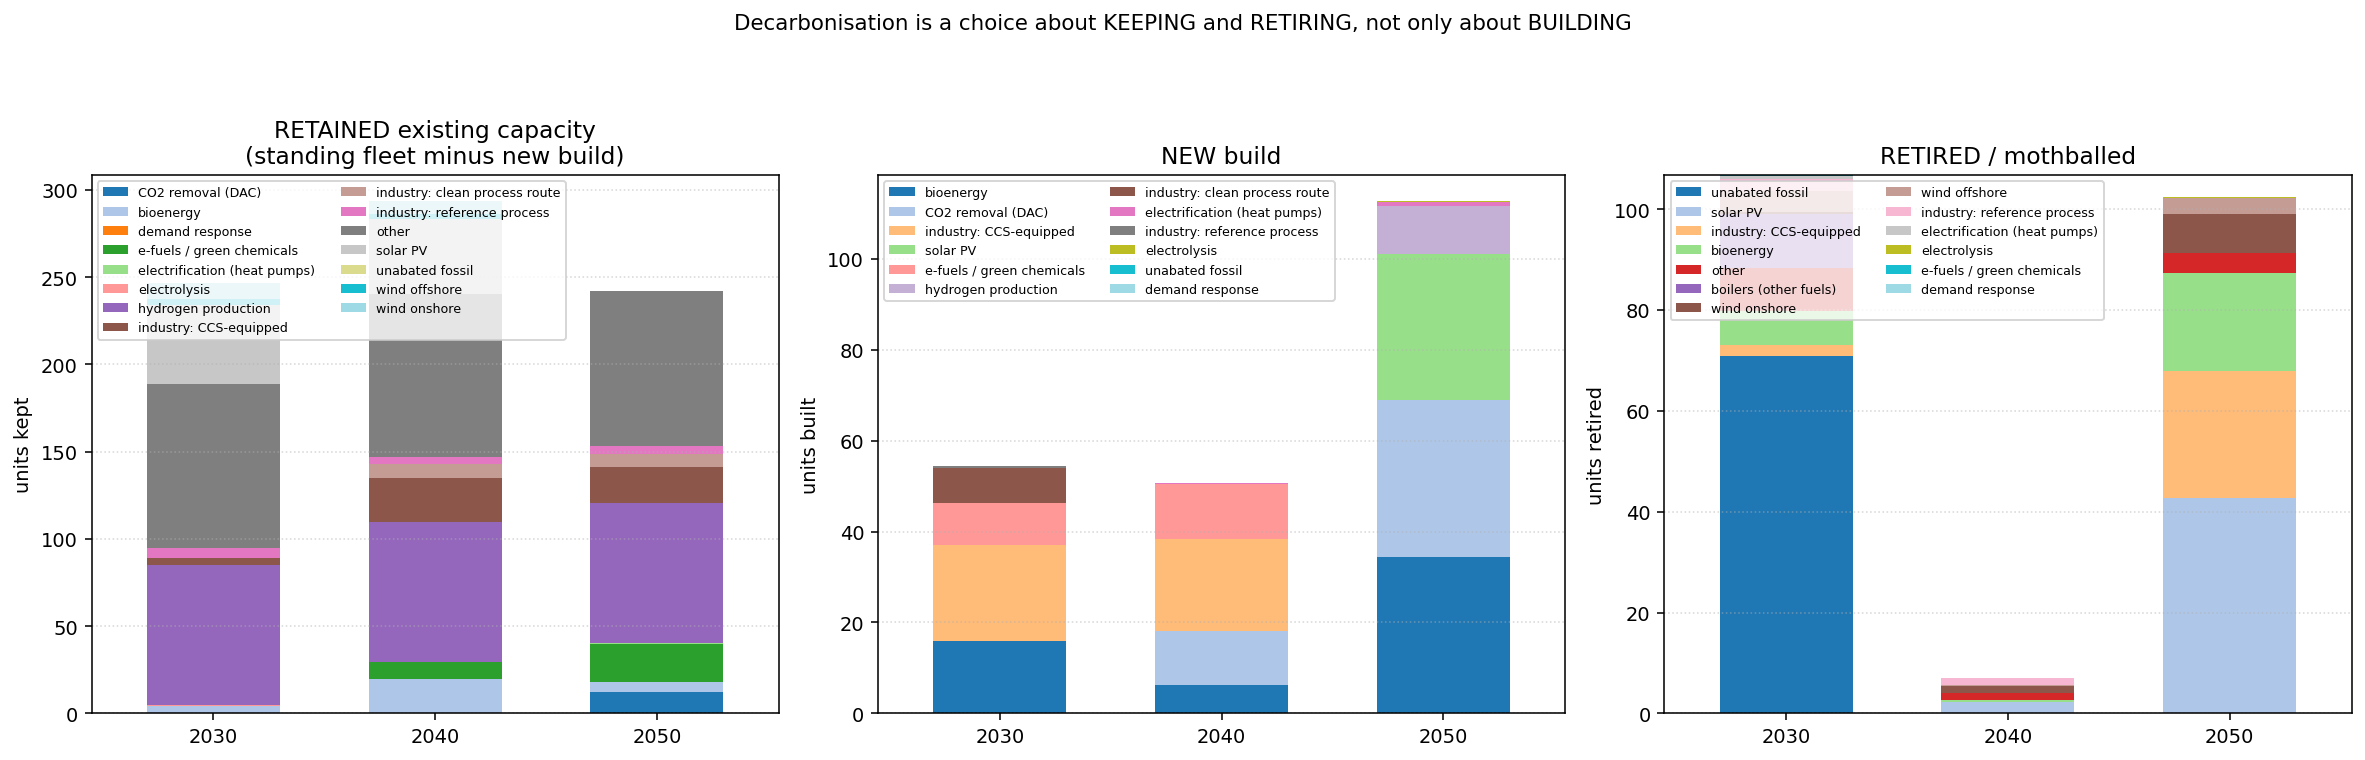 Decarbonisation is a choice about KEEPING and RETIRING, not only about BUILDING
RETAINED existing capacity
(standing fleet minus new build)
units kept
300
250
200
150
100
50
0
CO2 removal (DAC)
bioenergy
demand response
e-fuels / green chemicals
electrification (heat pumps)
electrolysis
hydrogen production
industry: CCS-equipped
industry: clean process route
industry: reference process
other
solar PV
unabated fossil
wind offshore
wind onshore
2030
2040
2050
NEW build
units built
100
80
60
40
20
0
bioenergy
CO2 removal (DAC)
industry: CCS-equipped
solar PV
e-fuels / green chemicals
hydrogen production
industry: clean process route
electrification (heat pumps)
industry: reference process
electrolysis
unabated fossil
demand response
2030
2040
2050
RETIRED / mothballed
units retired
100
80
60
40
20
0
unabated fossil
solar PV
industry: CCS-equipped
bioenergy
other
boilers (other fuels)
wind onshore
wind offshore
industry: reference process
electrification (heat pumps)
electrolysis
e-fuels / green chemicals
demand response
2030
2040
2050